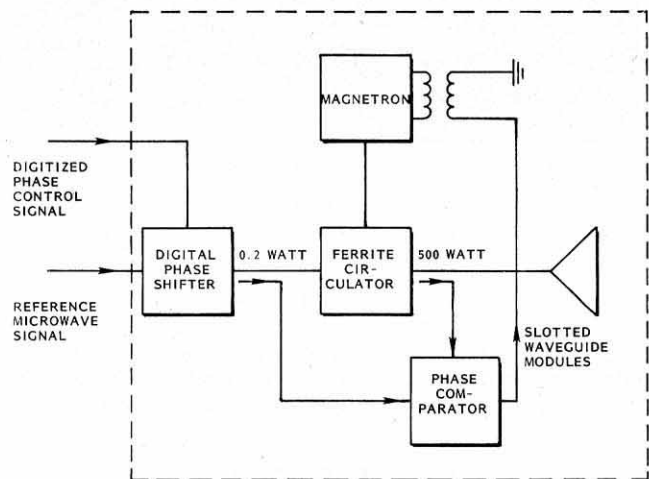 MAGNETRON
DIGITIZED
PHASE
CONTROL
SIGNAL
DIGITAL
PHASE
SHIFTER
0.2 WATT
FERRITE
CIR-
CULATOR
500 WATT
REFERENCE
MICROWAVE
SIGNAL
SLOTTED
WAVEGUIDE
MODULES
PHASE
COM-
PARATOR